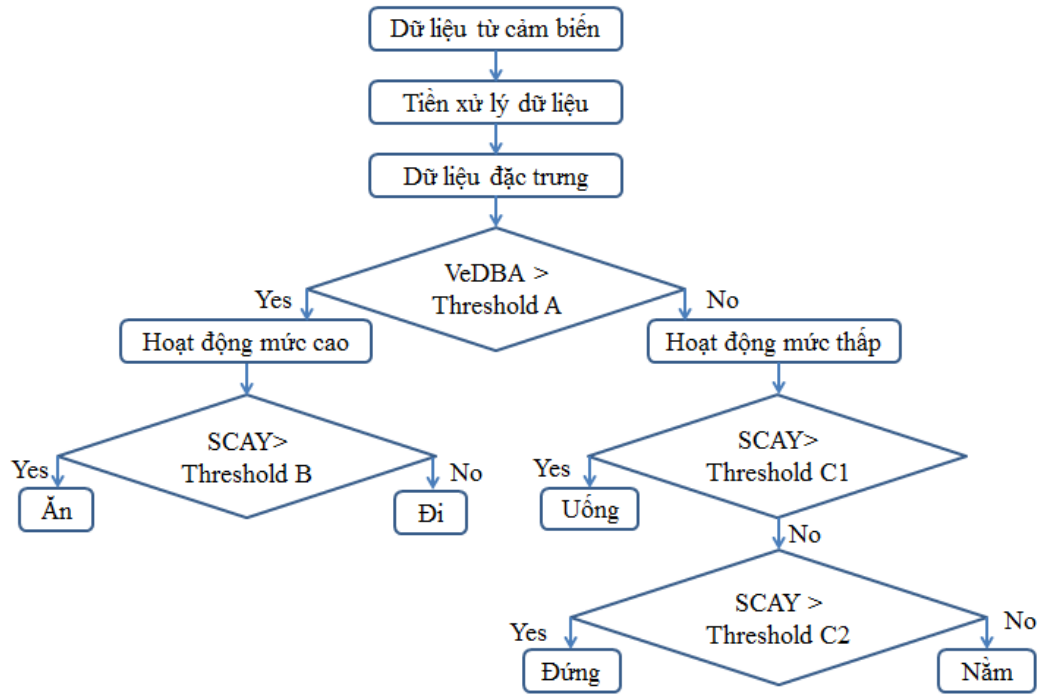 Dữ liệu từ cảm biến
Tiền xử lý dữ liệu
Dữ liệu đặc trưng
VeDBA >
Threshold A
Yes
No
Hoạt động mức cao
Hoạt động mức thấp
SCAY>
Threshold B
SCAY>
Threshold C1
Yes
No
Yes
Ăn
Đi
Uống
No
SCAY >
Threshold C2
Yes
No
Đứng
Nằm